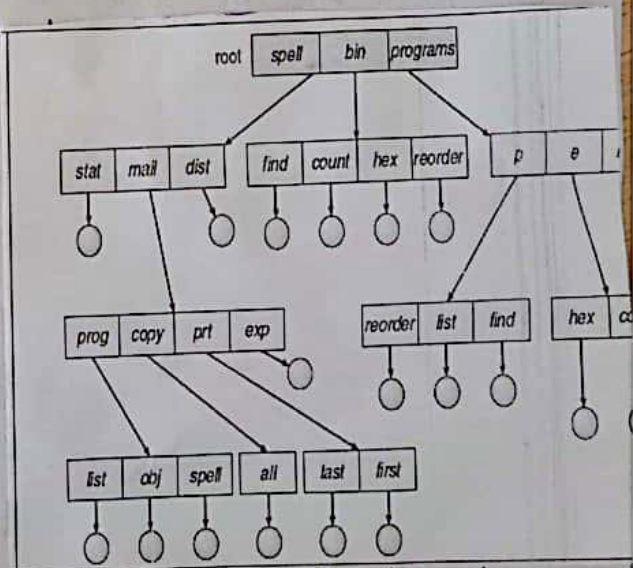 root spell bin programs
stat mail dist find count hex reorder p e
prog copy prt exp reorder list find hex
list obj spell all last first